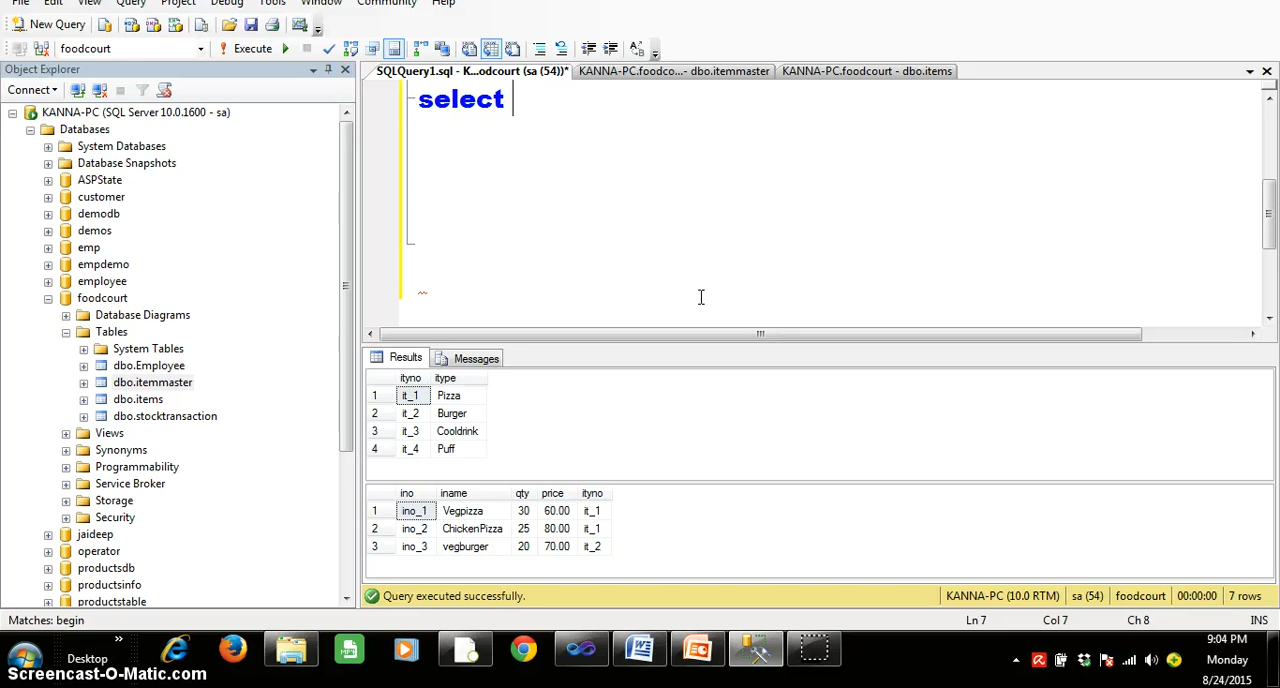 File Edit View Query Project Debug Tools Window Community Help
New Query
foodcourt Execute
Object Explorer
Connect
KANNA-PC (SQL Server 10.0.1600 - sa)
Databases
System Databases
Database Snapshots
ASPState
customer
demodb
demos
emp
empdemo
employee
foodcourt
Database Diagrams
Tables
System Tables
dbo.Employee
dbo.itemmaster
dbo.items
dbo.stocktransaction
Views
Synonyms
Programmability
Service Broker
Storage
Security
jaideep
operator
productsdb
productsinfo
productstable
SQLQuery1.sql - K...odcourt (sa (54))* KANNA-PC.foodco...- dbo.itemmaster KANNA-PC.foodcourt - dbo.items
select
Results Messages
ityno itype
1 it_1 Pizza
2 it_2 Burger
3 it_3 Cooldrink
4 it_4 Puff
ino iname qty price ityno
1 ino_1 Vegpizza 30 60.00 it_1
2 ino_2 ChickenPizza 25 80.00 it_1
3 ino_3 vegburger 20 70.00 it_2
Query executed successfully. KANNA-PC (10.0 RTM) sa (54) foodcourt 00:00:00 7 rows
Matches: begin Ln 7 Col 7 Ch 8 INS
Desktop
9:04 PM
Monday
8/24/2015
Screencast-O-Matic.com